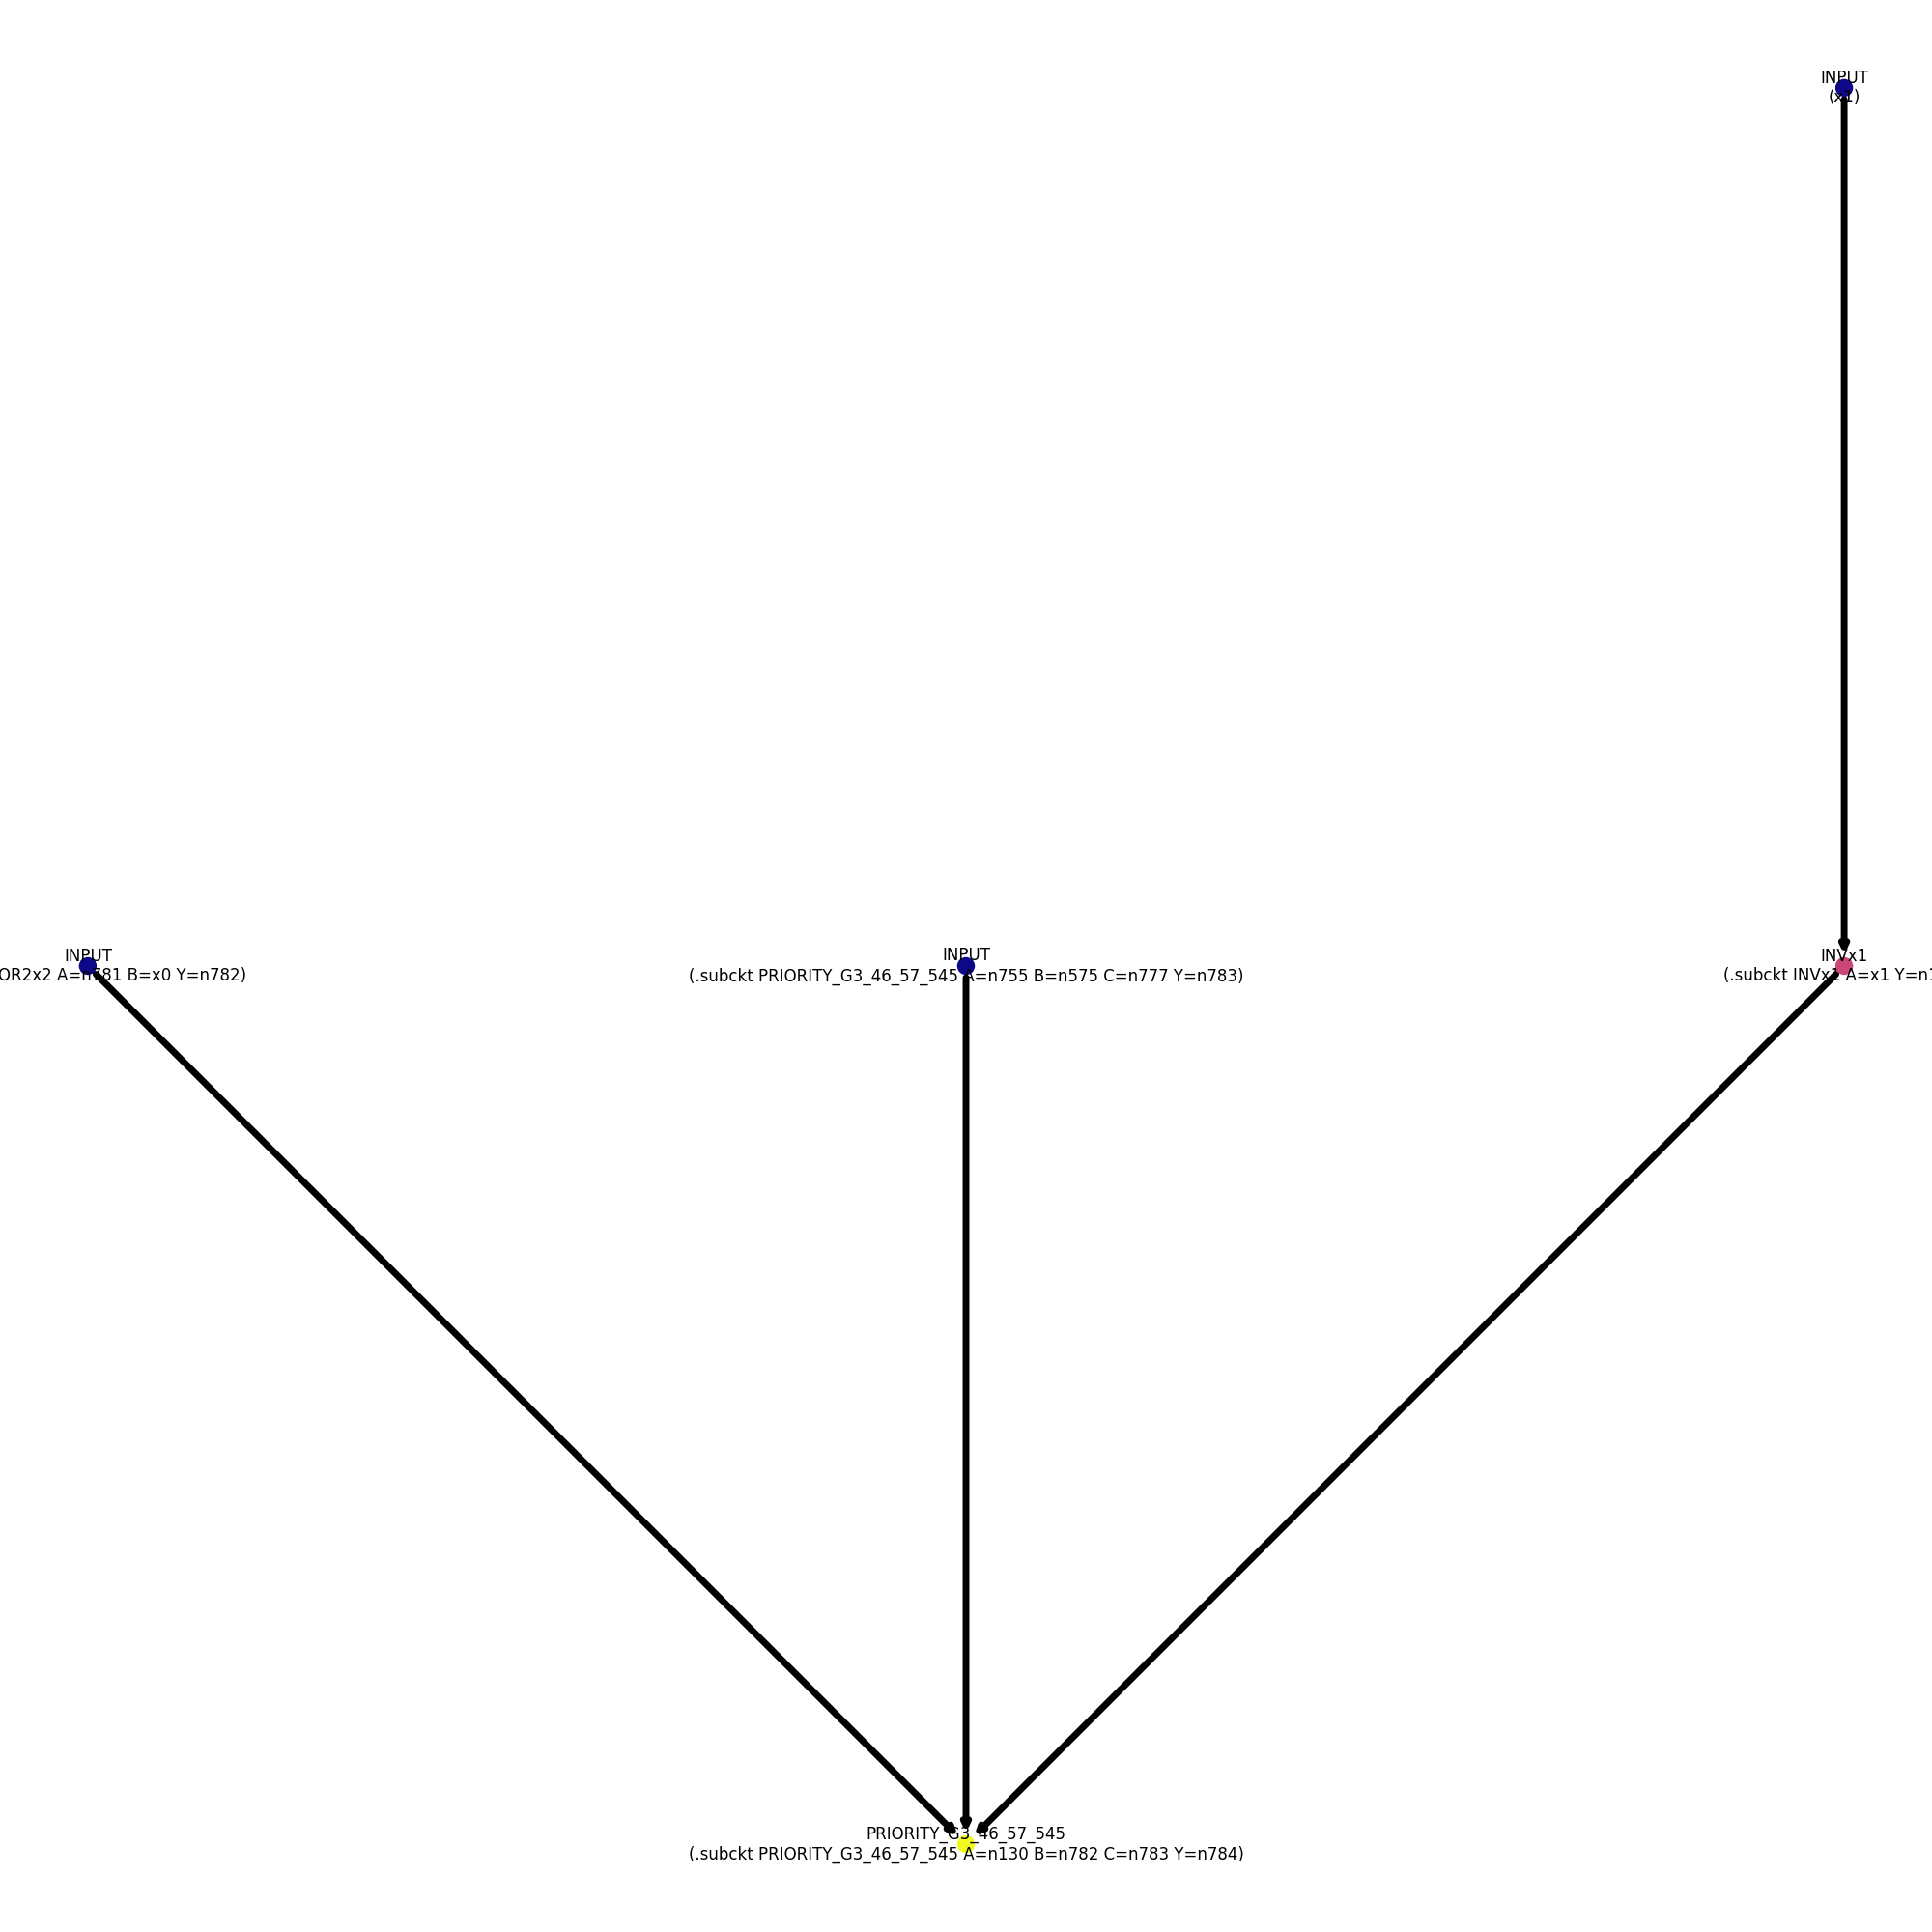 INPUT
(x1)
INPUT
OR2x2 A=n781 B=x0 Y=n782)
INPUT
(.subckt PRIORITY_G3_46_57_545 A=n755 B=n575 C=n777 Y=n783)
INVx1
(.subckt INVx1 A=x1
PRIORITY_G3_46_57_545
(.subckt PRIORITY_G3_46_57_545 A=n130 B=n782 C=n783 Y=n784)